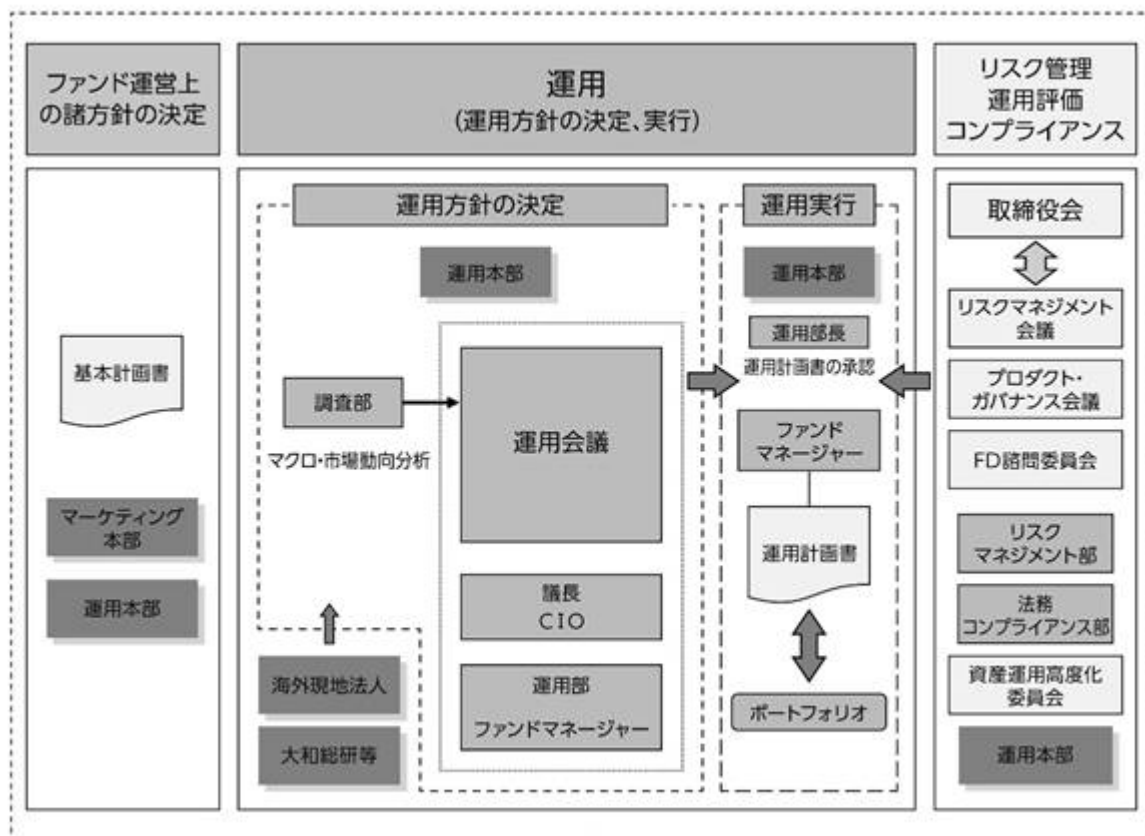 ファンド運営上
の諸方針の決定
運用
(運用方針の決定、実行)
リスク管理
運用評価
コンプライアンス
基本計画書
マーケティング
本部
運用本部
運用方針の決定
運用本部
調査部
マクロ・市場動向分析
運用会議
議長
CIO
運用部
ファンドマネージャー
海外現地法人
大和総研等
運用実行
運用本部
運用部長
運用計画書の承認
ファンド
マネージャー
運用計画書
ポートフォリオ
取締役会
リスクマネジメント
会議
プロダクト・
ガバナンス会議
FD諮問委員会
リスク
マネジメント部
法務
コンプライアンス部
資産運用高度化
委員会
運用本部